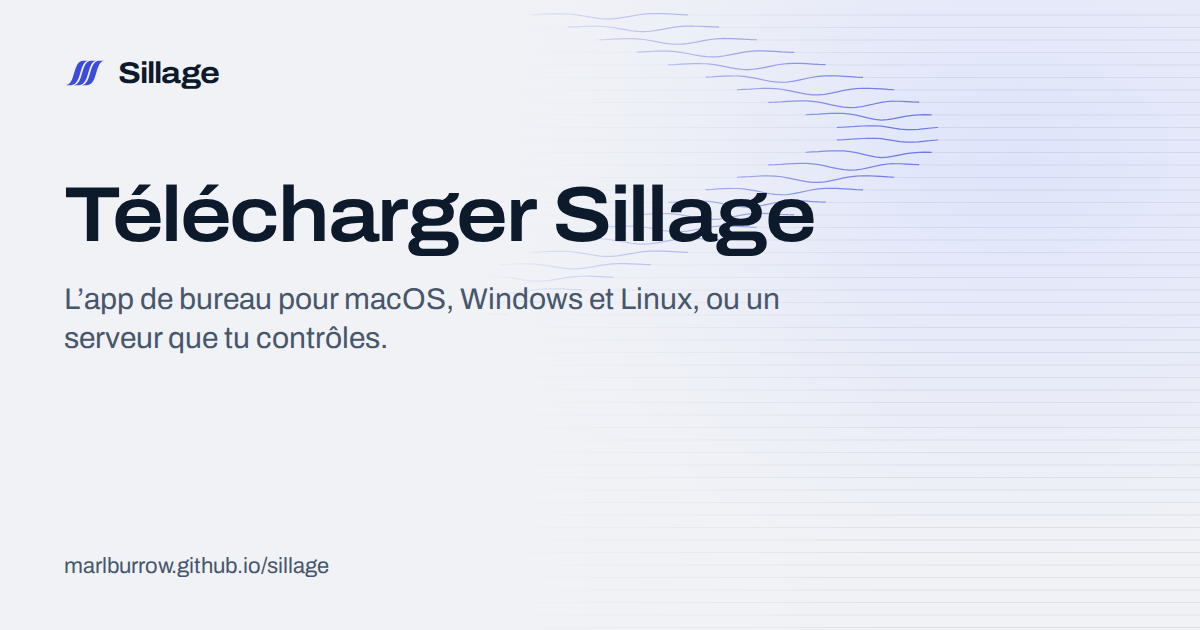 Sillage
Télécharger Sillage
L’app de bureau pour macOS, Windows et Linux, ou un
serveur que tu contrôles.
marlburrow.github.io/sillage